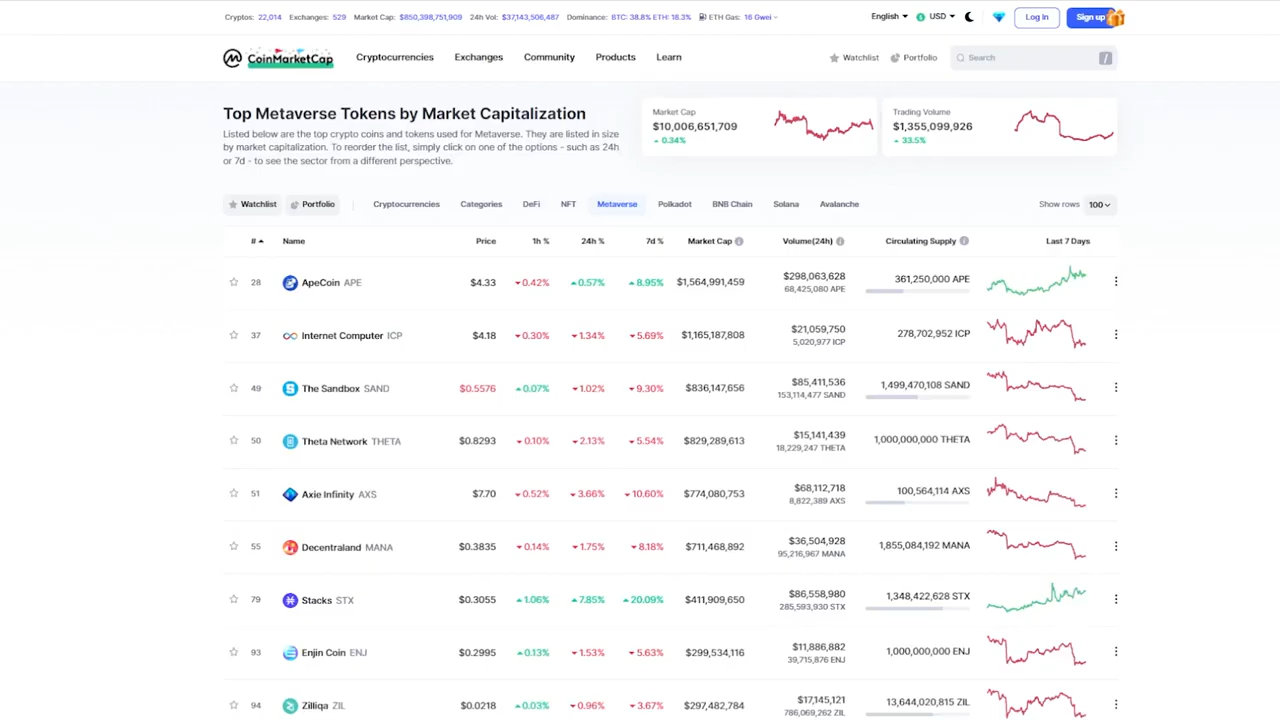 Cryptos: 22,014 Exchanges: 529 Market Cap: $850,398,751,909 24h Vol: $37,143,506,487 Dominance: BTC: 38.8% ETH: 18.3% ETH Gas: 16 Gwei English USD Log In Sign up
CoinMarketCap Cryptocurrencies Exchanges Community Products Learn Watchlist Portfolio Search /
Top Metaverse Tokens by Market Capitalization
Listed below are the top crypto coins and tokens used for Metaverse. They are listed in size
by market capitalization. To reorder the list, simply click on one of the options - such as 24h
or 7d - to see the sector from a different perspective.
Market Cap
$10,006,651,709
0.34%
Trading Volume
$1,355,099,926
33.5%
Watchlist Portfolio Cryptocurrencies Categories DeFi NFT Metaverse Polkadot BNB Chain Solana Avalanche Show rows 100
# Name Price 1h % 24h % 7d % Market Cap Volume(24h) Circulating Supply Last 7 Days
28 ApeCoin APE $4.33 0.42% 0.57% 8.95% $1,564,991,459 $298,063,628 361,250,000 APE
68,425,080 APE
37 Internet Computer ICP $4.18 0.30% 1.34% 5.69% $1,165,187,808 $21,059,750 278,702,952 ICP
5,020,977 ICP
49 The Sandbox SAND $0.5576 0.07% 1.02% 9.30% $836,147,656 $85,411,536 1,499,470,108 SAND
153,114,477 SAND
50 Theta Network THETA $0.8293 0.10% 2.13% 5.54% $829,289,613 $15,141,439 1,000,000,000 THETA
18,229,247 THETA
51 Axie Infinity AXS $7.70 0.52% 3.66% 10.60% $774,080,753 $68,112,718 100,564,114 AXS
8,822,389 AXS
55 Decentraland MANA $0.3835 0.14% 1.75% 8.18% $711,468,892 $36,504,928 1,855,084,192 MANA
95,216,967 MANA
79 Stacks STX $0.3055 1.06% 7.85% 20.09% $411,909,650 $86,558,980 1,348,422,628 STX
285,593,930 STX
93 Enjin Coin ENJ $0.2995 0.13% 1.53% 5.63% $299,534,116 $11,886,882 1,000,000,000 ENJ
39,715,876 ENJ
94 Zilliqa ZIL $0.0218 0.03% 0.96% 3.67% $297,482,784 $17,145,121 13,644,020,815 ZIL
786,069,262 ZIL